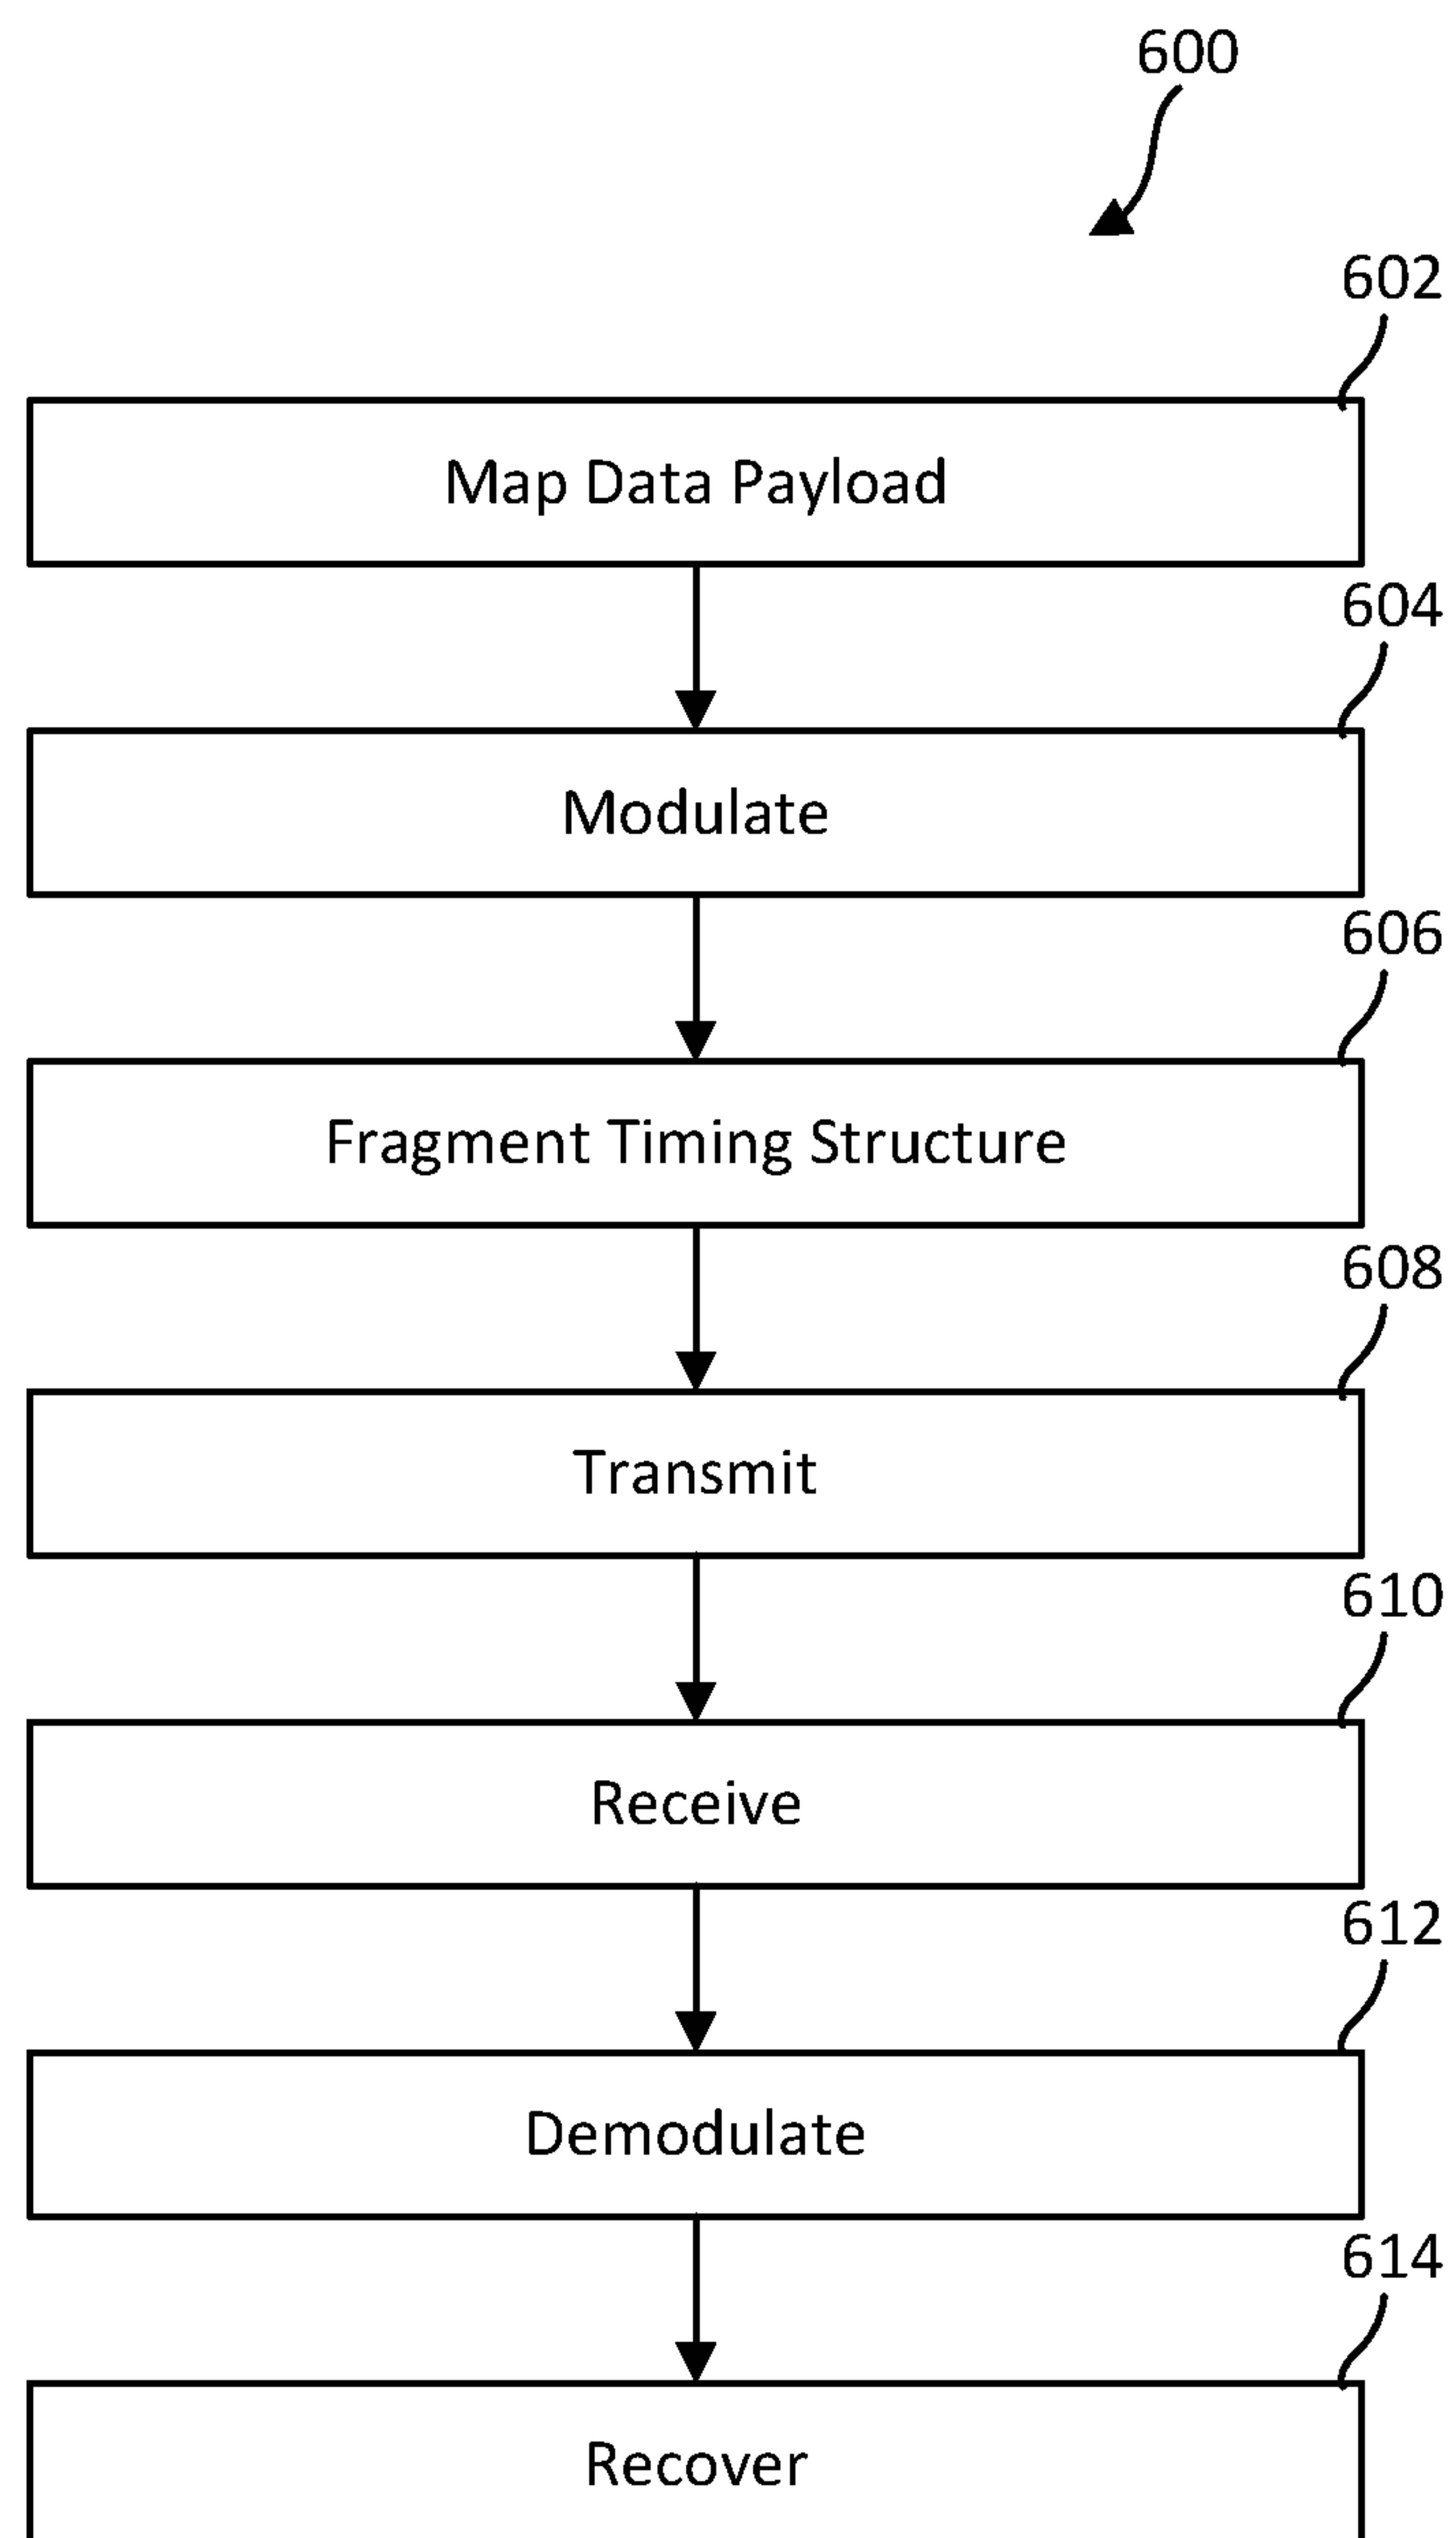 600
602
Map Data Payload
604
Modulate
606
Fragment Timing Structure
608
Transmit
610
Receive
612
Demodulate
614
Recover